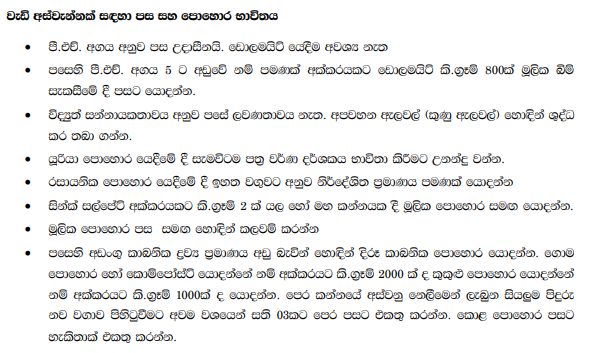 වැඩි අස්වැන්නක් සඳහා පස සහ පොහොර භාවිතය
• පී.එච්. අගය අනුව පස උදාසීනයි. ඩොලමයිට් යෙදීම අවශ්‍ය නැත
• පසෙහි පී.එච්. අගය 5 ට අඩුවේ නම් පමණක් අක්කරයකට ඩොලමයිට් කි.ග්‍රෑම් 800ක් මූලික බිම්
සැකසීමේ දී පසට යොදන්න.
• විද්‍යුත් සන්නායකතාවය අනුව පසේ ලවණතාවය නැත. අපවහන ඇලවල් (කුණු ඇලවල්) හොඳින් ශුද්ධ
කර තබා ගන්න.
• යූරියා පොහොර යෙදීමේ දී සැමවිටම පත්‍ර වර්ණ දර්ශකය භාවිතා කිරීමට උනන්දු වන්න.
• රසායනික පොහොර යෙදීමේ දී ඉහත වගුවට අනුව නිර්දේශිත ප්‍රමාණය පමණක් යොදන්න
• සින්ක් සල්පේට් අක්කරයකට කි.ග්‍රෑම් 2 ක් යල හෝ මහ කන්නයක දී මූලික පොහොර සමඟ යොදන්න.
• මූලික පොහොර පස සමඟ හොඳින් කලවම් කරන්න
• පසෙහි අඩංගු කාබනික ද්‍රව්‍ය ප්‍රමාණය අඩු බැවින් හොඳින් දිරූ කාබනික පොහොර යොදන්න. ගොම
පොහොර හෝ කොම්පෝස්ට් යොදන්නේ නම් අක්කරයට කි.ග්‍රෑම් 2000 ක් ද කුකුළු පොහොර යොදන්නේ
නම් අක්කරයට කි.ග්‍රෑම් 1000ක් ද යොදන්න. පෙර කන්නයේ අස්වනු නෙලීමෙන් ලැබුන සියලුම පිදුරු
නව වගාව පිහිටුවීමට අවම වශයෙන් සති 03කට පෙර පසට එකතු කරන්න. කොළ පොහොර පසට
හැකිතාක් එකතු කරන්න.